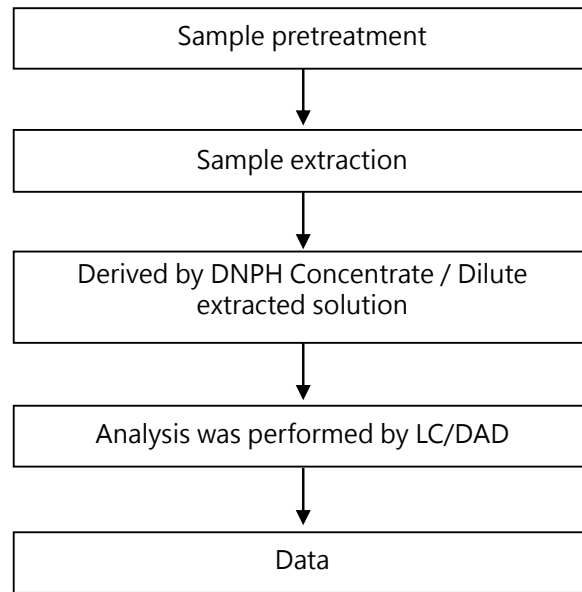 Sample pretreatment
Sample extraction
Derived by DNPH Concentrate / Dilute
extracted solution
Analysis was performed by LC/DAD
Data